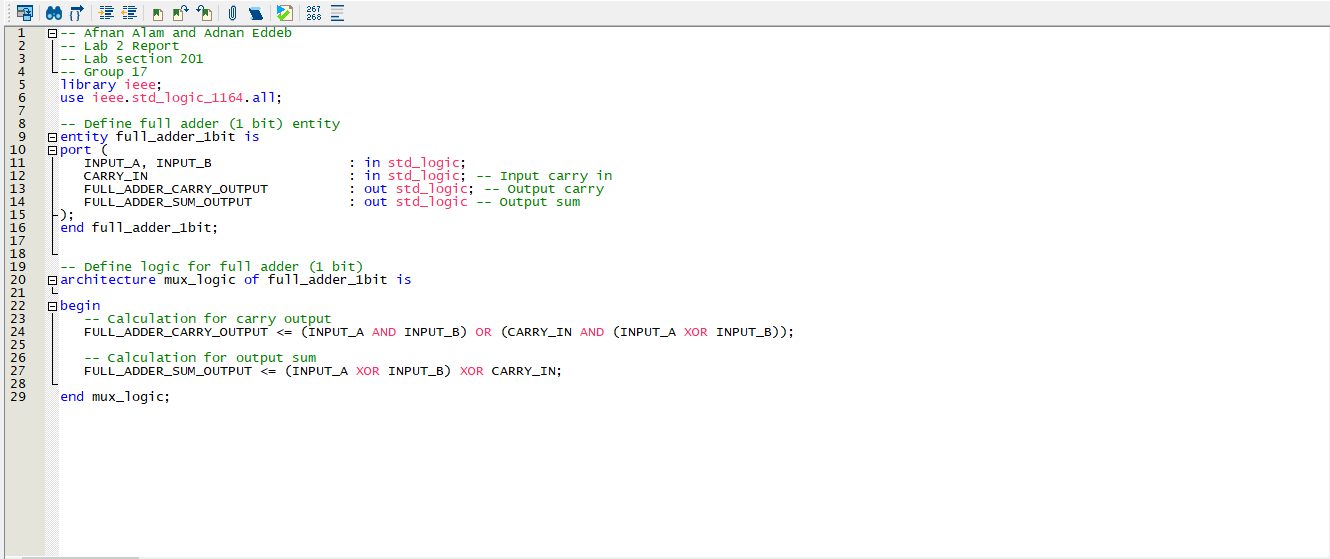 267
268
1 -- Afnan Alam and Adnan Eddeb
2 -- Lab 2 Report
3 -- Lab section 201
4 -- Group 17
5 library ieee;
6 use ieee.std_logic_1164.all;
7
8 -- Define full adder (1 bit) entity
9 entity full_adder_1bit is
10 port (
11 INPUT_A, INPUT_B : in std_logic;
12 CARRY_IN : in std_logic; -- Input carry in
13 FULL_ADDER_CARRY_OUTPUT : out std_logic; -- Output carry
14 FULL_ADDER_SUM_OUTPUT : out std_logic -- Output sum
15 );
16 end full_adder_1bit;
17
18
19 -- Define logic for full adder (1 bit)
20 architecture mux_logic of full_adder_1bit is
21
22 begin
23 -- Calculation for carry output
24 FULL_ADDER_CARRY_OUTPUT <= (INPUT_A AND INPUT_B) OR (CARRY_IN AND (INPUT_A XOR INPUT_B));
25
26 -- Calculation for output sum
27 FULL_ADDER_SUM_OUTPUT <= (INPUT_A XOR INPUT_B) XOR CARRY_IN;
28
29 end mux_logic;